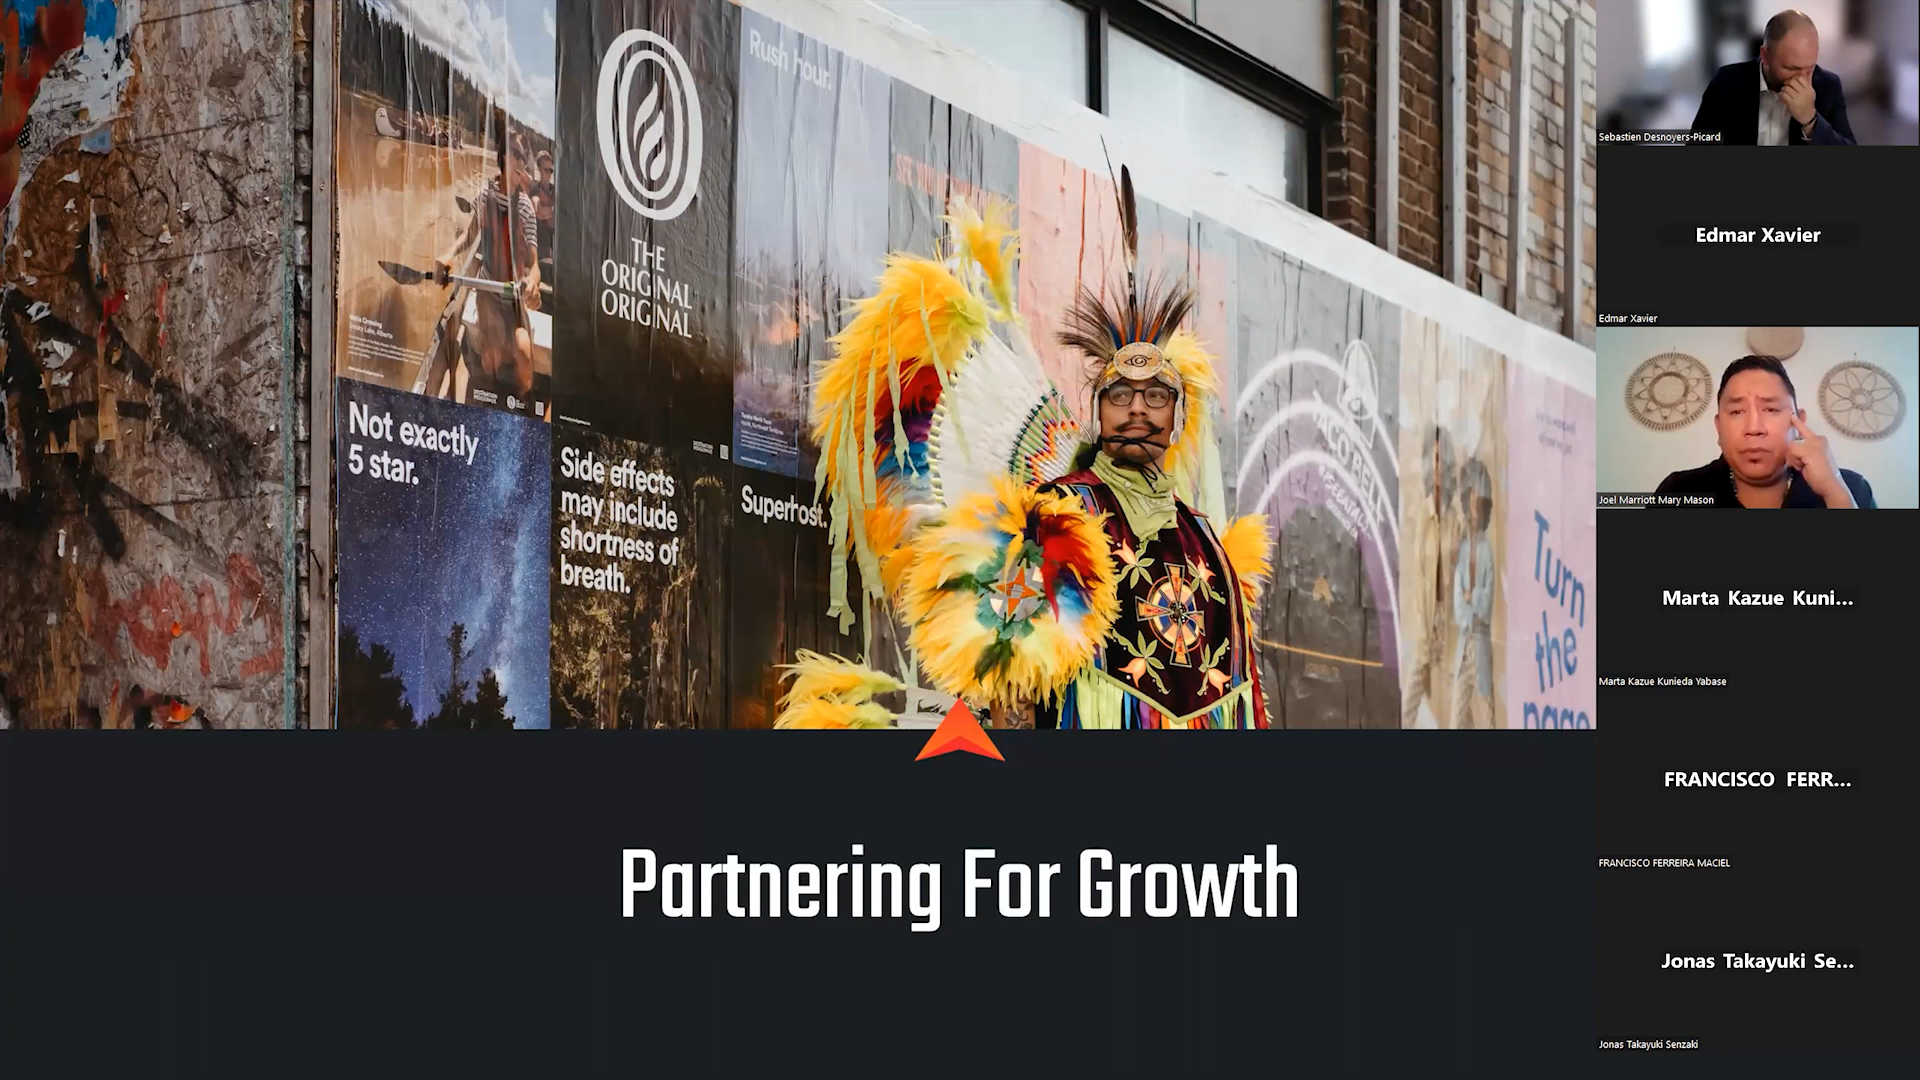 Rush hour.
THE
ORIGINAL
ORIGINAL
Not exactly
5 star.
Side effects
may include
shortness of
breath.
Superhost.
TACO BELL
Turn
the
page
Partnering For Growth
Sebastien Desnoyers-Picard
Edmar Xavier
Edmar Xavier
Joel Marriott Mary Mason
Marta Kazue Kuni...
Marta Kazue Kunieda Yabase
FRANCISCO FERR...
FRANCISCO FERREIRA MACIEL
Jonas Takayuki Se...
Jonas Takayuki Senzaki